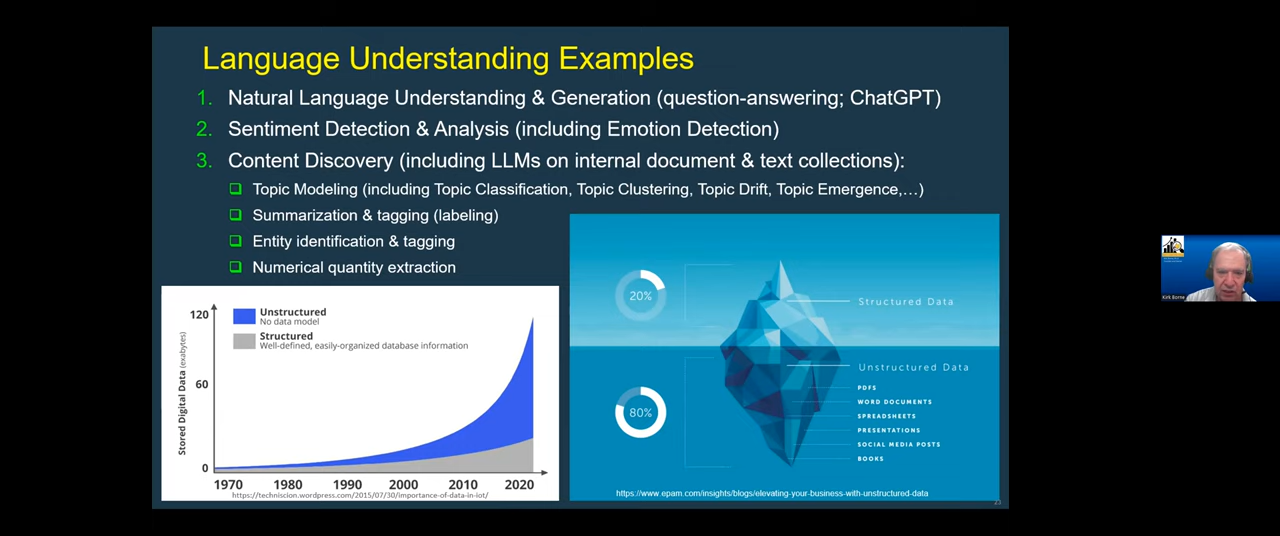 Language Understanding Examples
1. Natural Language Understanding & Generation (question-answering; ChatGPT)
2. Sentiment Detection & Analysis (including Emotion Detection)
3. Content Discovery (including LLMs on internal document & text collections):
Topic Modeling (including Topic Classification, Topic Clustering, Topic Drift, Topic Emergence,…)
Summarization & tagging (labeling)
Entity identification & tagging
Numerical quantity extraction
Stored Digital Data (exabytes)
120
60
0
Unstructured
No data model
Structured
Well-defined, easily-organized database information
1970 1980 1990 2000 2010 2020
https://techniscion.wordpress.com/2015/07/30/importance-of-data-in-iot/
20%
Structured Data
80%
Unstructured Data
PDFS
WORD DOCUMENTS
SPREADSHEETS
PRESENTATIONS
SOCIAL MEDIA POSTS
BOOKS
https://www.epam.com/insights/blogs/elevating-your-business-with-unstructured-data
23
Kirk Borne